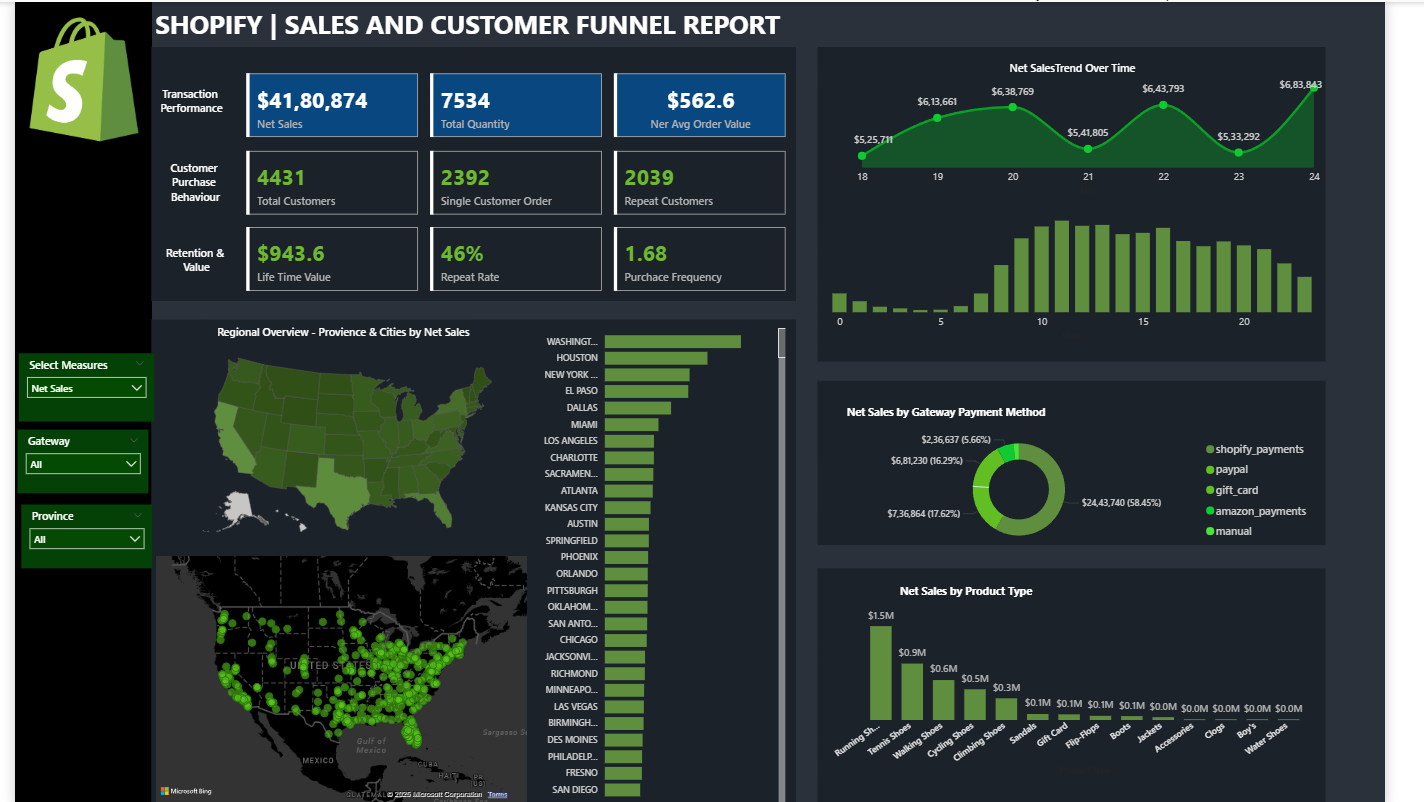 SHOPIFY | SALES AND CUSTOMER FUNNEL REPORT
S
Transaction
Performance
$41,80,874
Net Sales
7534
Total Quantity
$562.6
Ner Avg Order Value
Customer
Purchase
Behaviour
4431
Total Customers
2392
Single Customer Order
2039
Repeat Customers
Retention &
Value
$943.6
Life Time Value
46%
Repeat Rate
1.68
Purchace Frequency
Select Measures
Net Sales
Gateway
All
Province
All
Regional Overview - Provience & Cities by Net Sales
WASHINGT...
HOUSTON
NEW YORK ...
EL PASO
DALLAS
MIAMI
LOS ANGELES
CHARLOTTE
SACRAMEN...
ATLANTA
KANSAS CITY
AUSTIN
SPRINGFIELD
PHOENIX
ORLANDO
PITTSBURGH
OKLAHOM...
SAN ANTO...
CHICAGO
JACKSONVI...
RICHMOND
MINNEAPO...
LAS VEGAS
BIRMINGH...
DES MOINES
PHILADELP...
FRESNO
SAN DIEGO
UNITED STATES
Gulf of
Mexico
MEXICO
CUBA
HAITI
PR
(US)
Microsoft Bing
© 2025 Microsoft Corporation Terms
Net SalesTrend Over Time
$5,25,711
$6,13,661
$6,38,769
$5,41,805
$6,43,793
$5,33,292
$6,83,843
18 19 20 21 22 23 24
0 5 10 15 20
Net Sales by Gateway Payment Method
$2,36,637 (5.66%)
$6,81,230 (16.29%)
$7,36,864 (17.62%)
$24,43,740 (58.45%)
shopify_payments
paypal
gift_card
amazon_payments
manual
Net Sales by Product Type
$1.5M
$0.9M
$0.6M
$0.5M
$0.3M
$0.1M $0.1M $0.1M $0.1M $0.0M $0.0M $0.0M $0.0M $0.0M
Running Sh...
Tennis Shoes
Walking Shoes
Cycling Shoes
Climbing Shoes
Sandals
Gift Card
Flip-Flops
Boots
Jackets
Accessories
Clogs
Boy's
Water Shoes